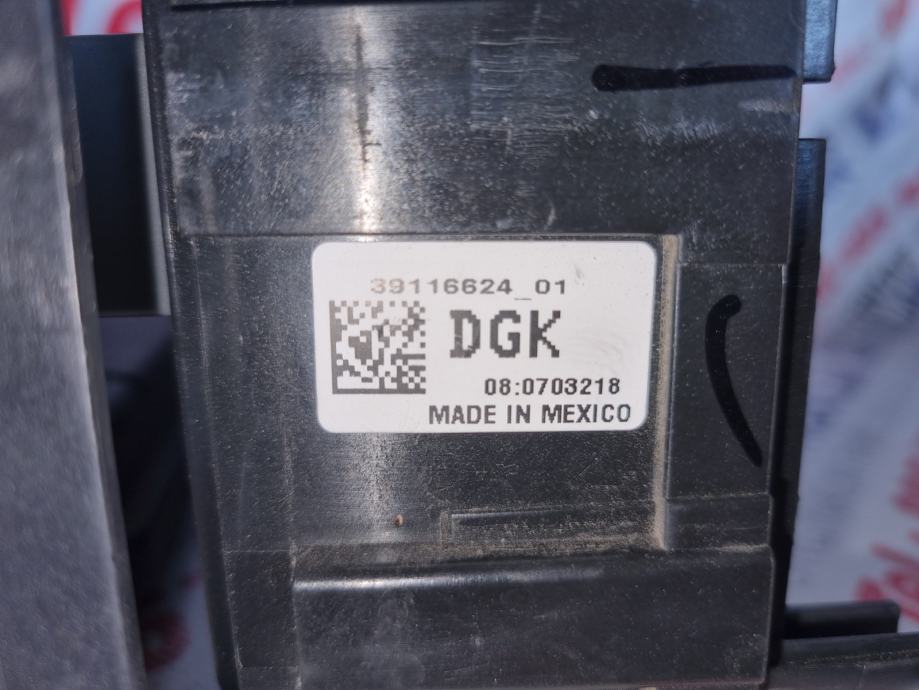 39116624_01
DGK
08:0703218
MADE IN MEXICO